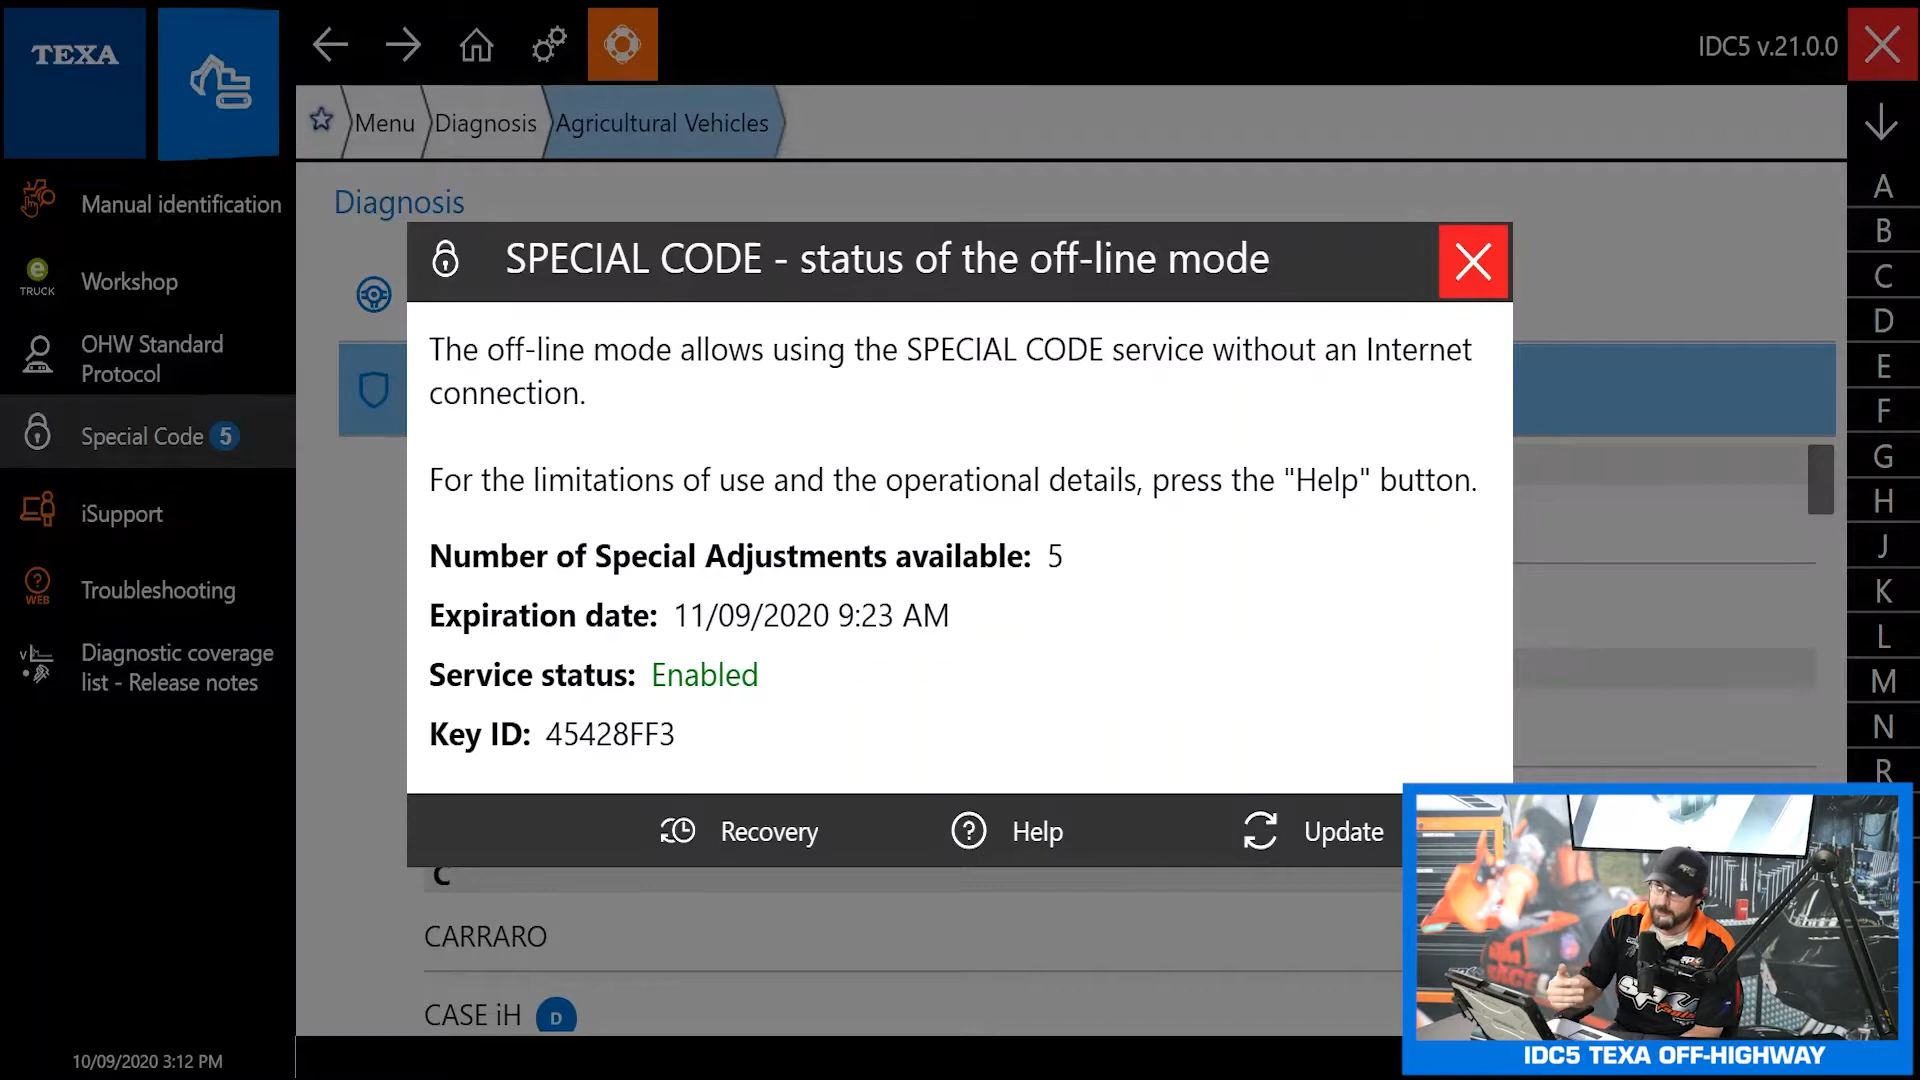 TEXA
IDC5 v.21.0.0
Menu
Diagnosis
Agricultural Vehicles
Manual identification
e
TRUCK
Workshop
OHW Standard
Protocol
Special Code 5
iSupport
WEB
Troubleshooting
Diagnostic coverage
list - Release notes
10/09/2020 3:12 PM
Diagnosis
SPECIAL CODE - status of the off-line mode
The off-line mode allows using the SPECIAL CODE service without an Internet
connection.
For the limitations of use and the operational details, press the "Help" button.
Number of Special Adjustments available: 5
Expiration date: 11/09/2020 9:23 AM
Service status: Enabled
Key ID: 45428FF3
Recovery
Help
Update
C
CARRARO
CASE iH D
A
B
C
D
E
F
G
H
J
K
L
M
N
R
IDC5 TEXA OFF-HIGHWAY